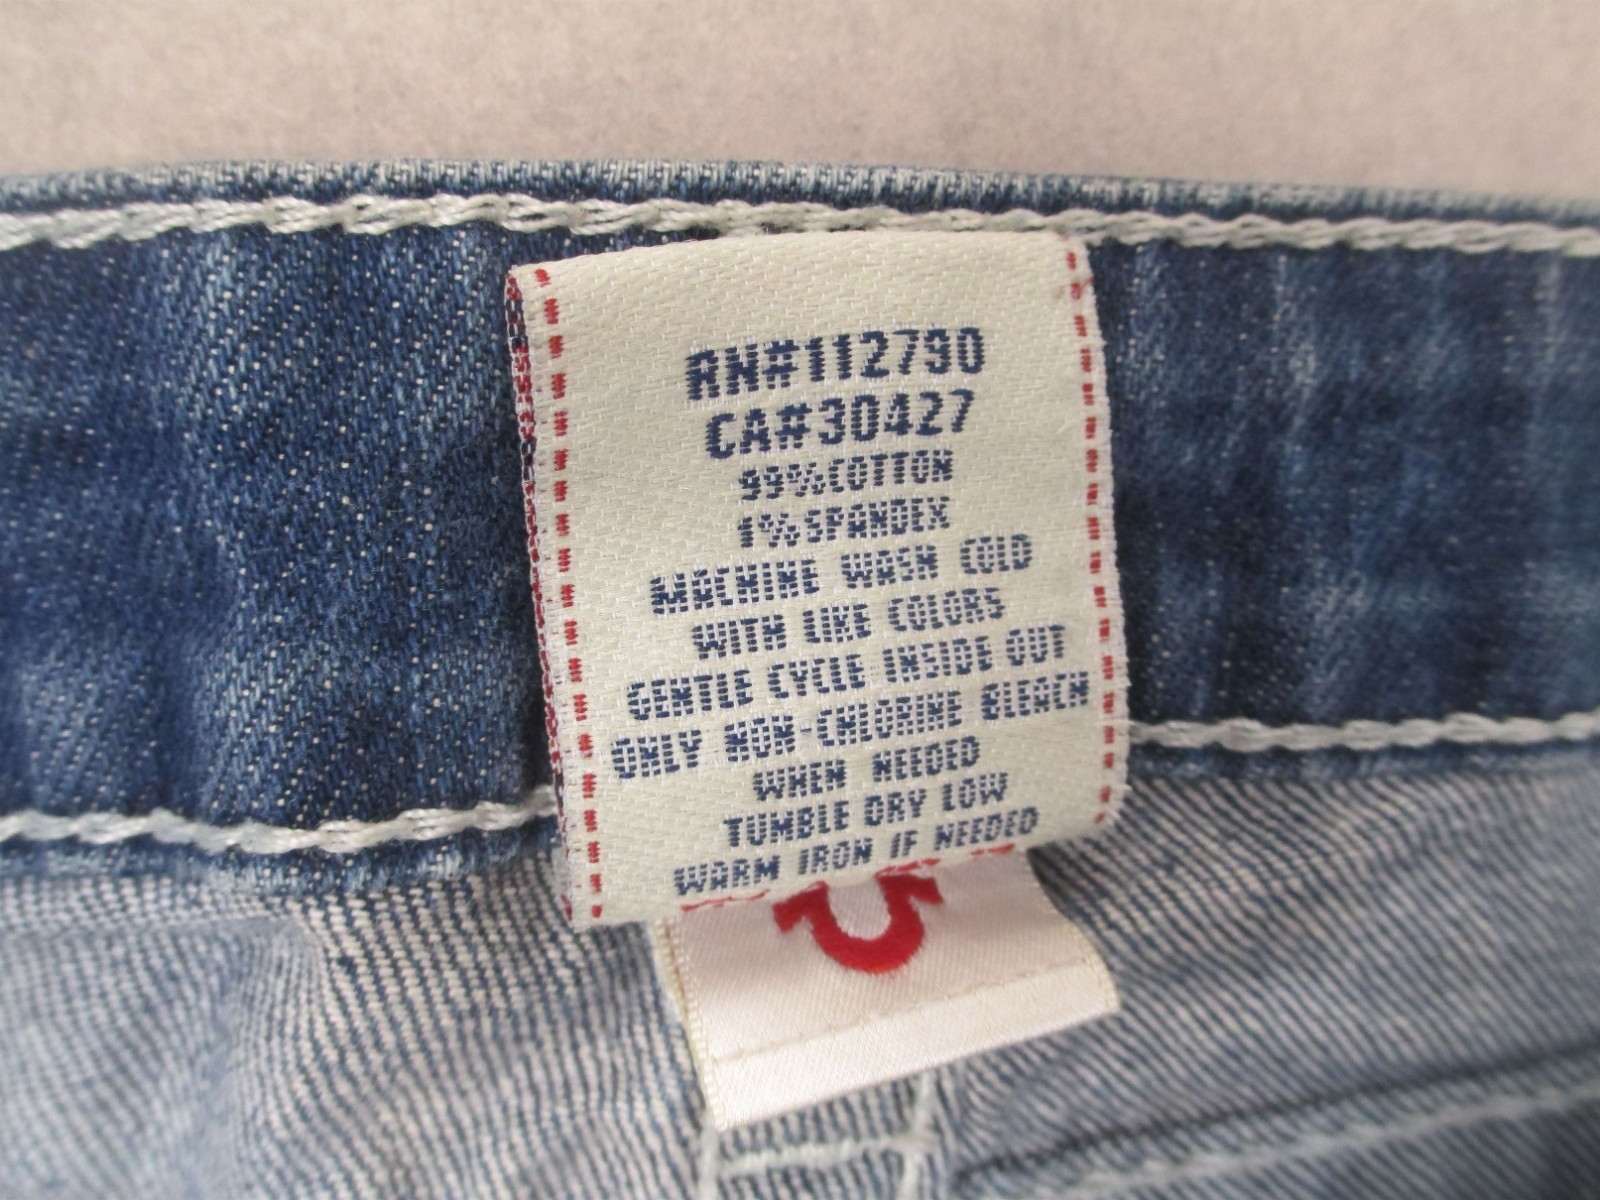 RN#112790
CA#30427
99%COTTON
1%SPANDEX
MACHINE WASH COLD
WITH LIKE COLORS
GENTLE CYCLE INSIDE OUT
ONLY NON-CHLORINE BLEACH
WHEN NEEDED
TUMBLE DRY LOW
WARM IRON IF NEEDED